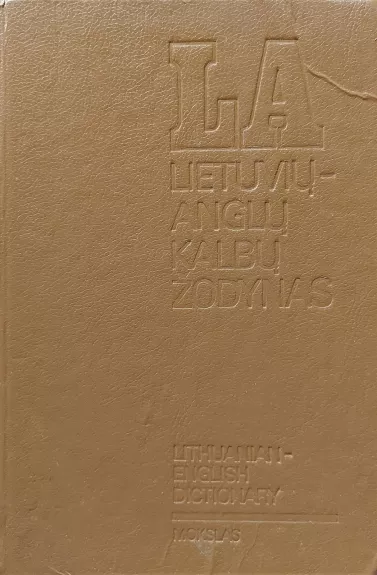 LA
LIETUVIŲ-
ANGLŲ
KALBŲ
ŽODYNAS
LITHUANIAN-
ENGLISH
DICTIONARY
MOKSLAS